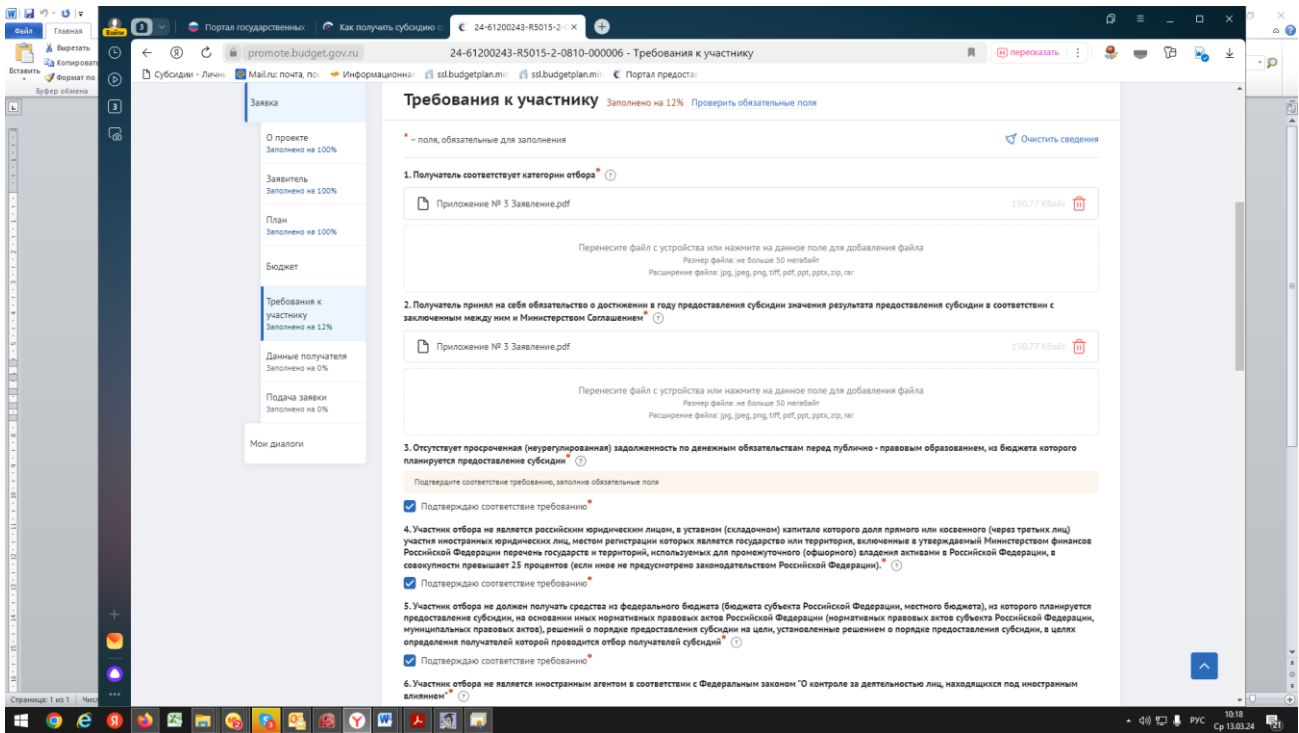 Файл
Главная
Вырезать
Копировать
Формат по
Вставить
Буфер обмена
Войти
3
Портал государственных
Как получить субсидию о
24-61200243-R5015-2-0
promote.budget.gov.ru
24-61200243-R5015-2-0810-000006 - Требования к участнику
пересказать
Субсидии - Личн
Mail.ru: почта, по
Информационная
ssl.budgetplan.min
ssl.budgetplan.min
Портал предостав
3
Заявка
О проекте
Заполнено на 100%
Заявитель
Заполнено на 100%
План
Заполнено на 100%
Бюджет
Требования к
участнику
Заполнено на 12%
Данные получателя
Заполнено на 0%
Подача заявки
Заполнено на 0%
Мои диалоги
Требования к участнику Заполнено на 12% Проверить обязательные поля
* – поля, обязательные для заполнения
Очистить сведения
1. Получатель соответствует категории отбора*
Приложение № 3 Заявление.pdf 150.77 Кбайт
Перенесите файл с устройства или нажмите на данное поле для добавления файла
Размер файла: не больше 50 мегабайт
Расширение файла: jpg, jpeg, png, tiff, pdf, ppt, pptx, zip, rar
2. Получатель принял на себя обязательство о достижении в году предоставления субсидии значения результата предоставления субсидии в соответствии с
заключенным между ним и Министерством Соглашением*
Приложение № 3 Заявление.pdf 150.77 Кбайт
Перенесите файл с устройства или нажмите на данное поле для добавления файла
Размер файла: не больше 50 мегабайт
Расширение файла: jpg, jpeg, png, tiff, pdf, ppt, pptx, zip, rar
3. Отсутствует просроченная (неурегулированная) задолженность по денежным обязательствам перед публично - правовым образованием, из бюджета которого
планируется предоставление субсидии*
Подтвердите соответствие требованию, заполнив обязательные поля
Подтверждаю соответствие требованию*
4. Участник отбора не является российским юридическим лицом, в уставном (складочном) капитале которого доля прямого или косвенного (через третьих лиц)
участия иностранных юридических лиц, местом регистрации которых является государство или территория, включенные в утверждаемый Министерством финансов
Российской Федерации перечень государств и территорий, используемых для промежуточного (офшорного) владения активами в Российской Федерации, в
совокупности превышает 25 процентов (если иное не предусмотрено законодательством Российской Федерации).*
Подтверждаю соответствие требованию*
5. Участник отбора не должен получать средства из федерального бюджета (бюджета субъекта Российской Федерации, местного бюджета), из которого планируется
предоставление субсидии, на основании иных нормативных правовых актов Российской Федерации (нормативных правовых актов субъекта Российской Федерации,
муниципальных правовых актов), решений о порядке предоставления субсидии на цели, установленные решением о порядке предоставления субсидии, в целях
определения получателей которой проводится отбор получателей субсидий*
Подтверждаю соответствие требованию*
6. Участник отбора не является иностранным агентом в соответствии с Федеральным законом "О контроле за деятельностью лиц, находящихся под иностранным
влиянием"*
Страница: 1 из 1
Числ
РУС
10:18
Ср 13.03.24
21